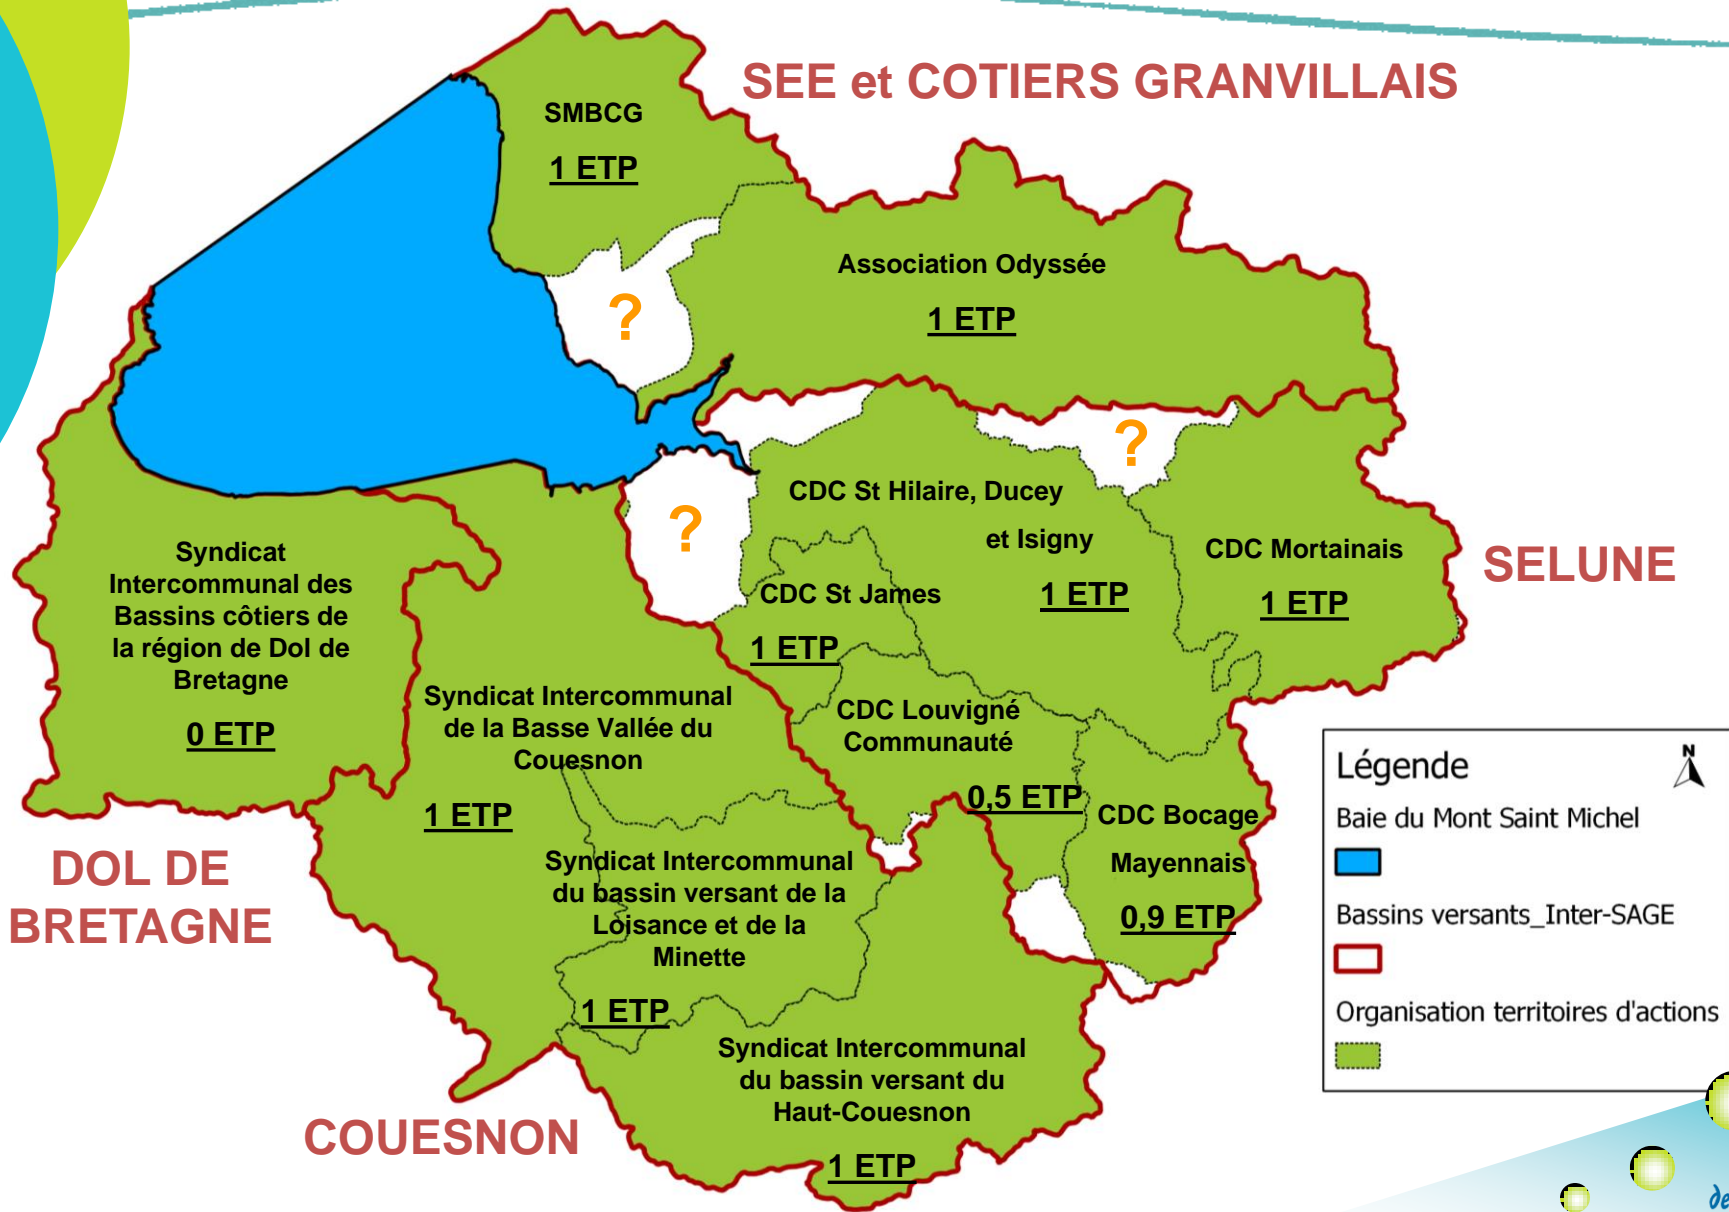 SEE et COTIERS GRANVILLAIS
SMBCG
1 ETP
Association Odyssée
1 ETP
?
?
?
CDC St Hilaire, Ducey
et Isigny
1 ETP
CDC Mortainais
1 ETP
SELUNE
Syndicat
Intercommunal des
Bassins côtiers de
la région de Dol de
Bretagne
0 ETP
CDC St James
1 ETP
Syndicat Intercommunal
de la Basse Vallée du
Couesnon
1 ETP
CDC Louvigné
Communauté
0,5 ETP
CDC Bocage
Mayennais
0,9 ETP
DOL DE
BRETAGNE
Syndicat Intercommunal
du bassin versant de la
Loisance et de la
Minette
1 ETP
Syndicat Intercommunal
du bassin versant du
Haut-Couesnon
1 ETP
COUESNON
Légende
N
Baie du Mont Saint Michel
Bassins versants_Inter-SAGE
Organisation territoires d'actions
de